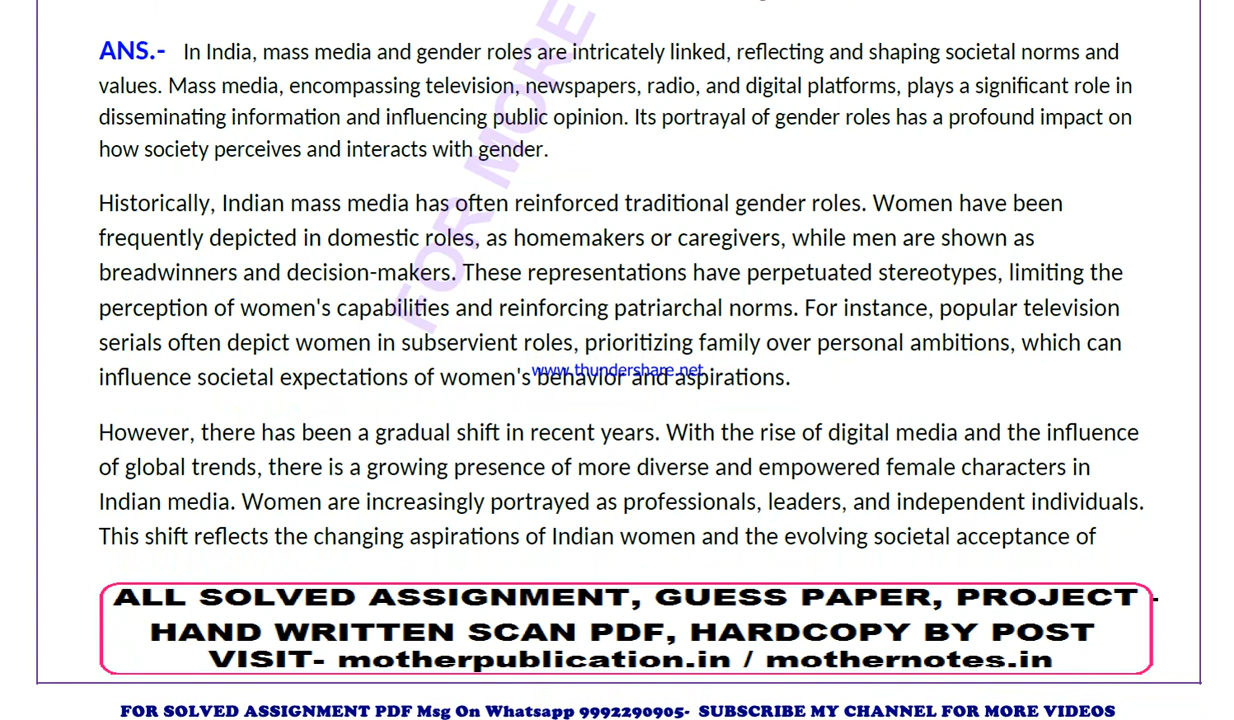 ANS.- In India, mass media and gender roles are intricately linked, reflecting and shaping societal norms and
values. Mass media, encompassing television, newspapers, radio, and digital platforms, plays a significant role in
disseminating information and influencing public opinion. Its portrayal of gender roles has a profound impact on
how society perceives and interacts with gender.
Historically, Indian mass media has often reinforced traditional gender roles. Women have been
frequently depicted in domestic roles, as homemakers or caregivers, while men are shown as
breadwinners and decision-makers. These representations have perpetuated stereotypes, limiting the
perception of women's capabilities and reinforcing patriarchal norms. For instance, popular television
serials often depict women in subservient roles, prioritizing family over personal ambitions, which can
influence societal expectations of women's behavior and aspirations.
www.thundershare.net
However, there has been a gradual shift in recent years. With the rise of digital media and the influence
of global trends, there is a growing presence of more diverse and empowered female characters in
Indian media. Women are increasingly portrayed as professionals, leaders, and independent individuals.
This shift reflects the changing aspirations of Indian women and the evolving societal acceptance of
FOR MORE
ALL SOLVED ASSIGNMENT, GUESS PAPER, PROJECT -
HAND WRITTEN SCAN PDF, HARDCOPY BY POST
VISIT- motherpublication.in / mothernotes.in
FOR SOLVED ASSIGNMENT PDF Msg On Whatsapp 9992290905- SUBSCRIBE MY CHANNEL FOR MORE VIDEOS